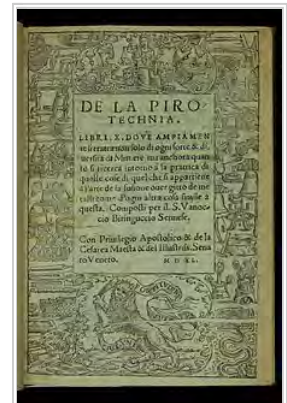 DE LA PIRO-
TECHNIA.
LIBRI .X. DOVE AMPIAMEN
te si tratta non solo di ogni sorte & di
uersita di Miniere, ma anchora quan
to si ricerca intorno à la prattica di
quelle cose di quel che si appartiene
à l'arte de la fusione ouer gitto de me
talli come d'ogni altra cosa simile à
questa. Composti per il S. Vanoc
cio Biringuccio Sennese.
Con Priuilegio Apostolico & de la
Cesarea Maesta & del Illustriss. Sena
to Veneto. M D XL.